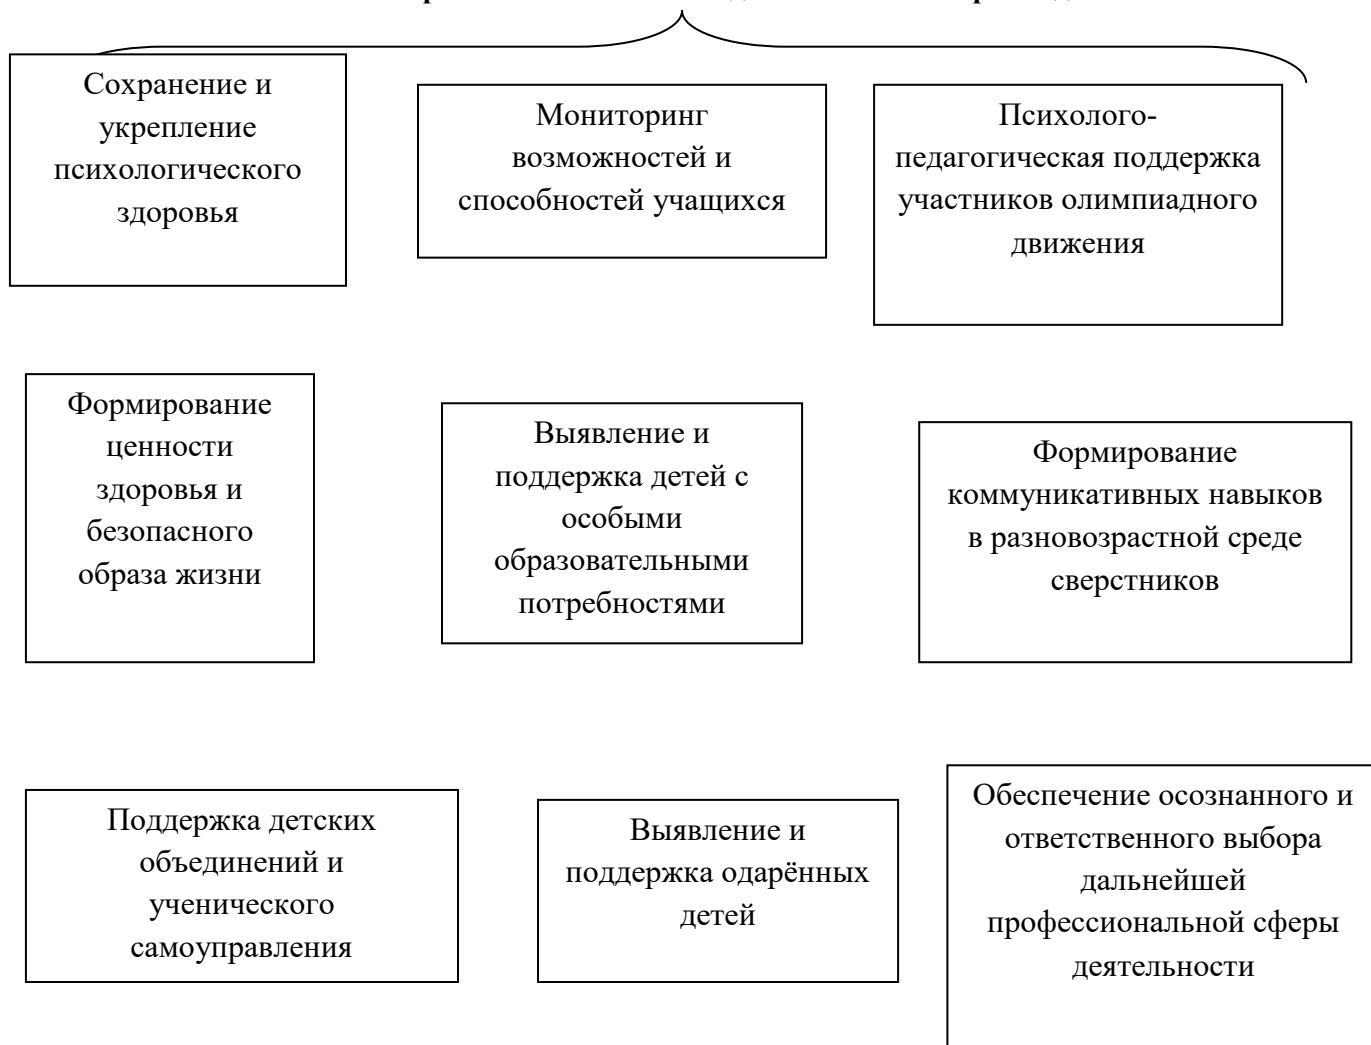 Сохранение и
укрепление
психологического
здоровья
Мониторинг
возможностей и
способностей учащихся
Психолого-
педагогическая поддержка
участников олимпиадного
движения
Формирование
ценности
здоровья и
безопасного
образа жизни
Выявление и
поддержка детей с
особыми
образовательными
потребностями
Формирование
коммуникативных навыков
в разновозрастной среде
сверстников
Поддержка детских
объединений и
ученического
самоуправления
Выявление и
поддержка одарённых
детей
Обеспечение осознанного и
ответственного выбора
дальнейшей
профессиональной сферы
деятельности